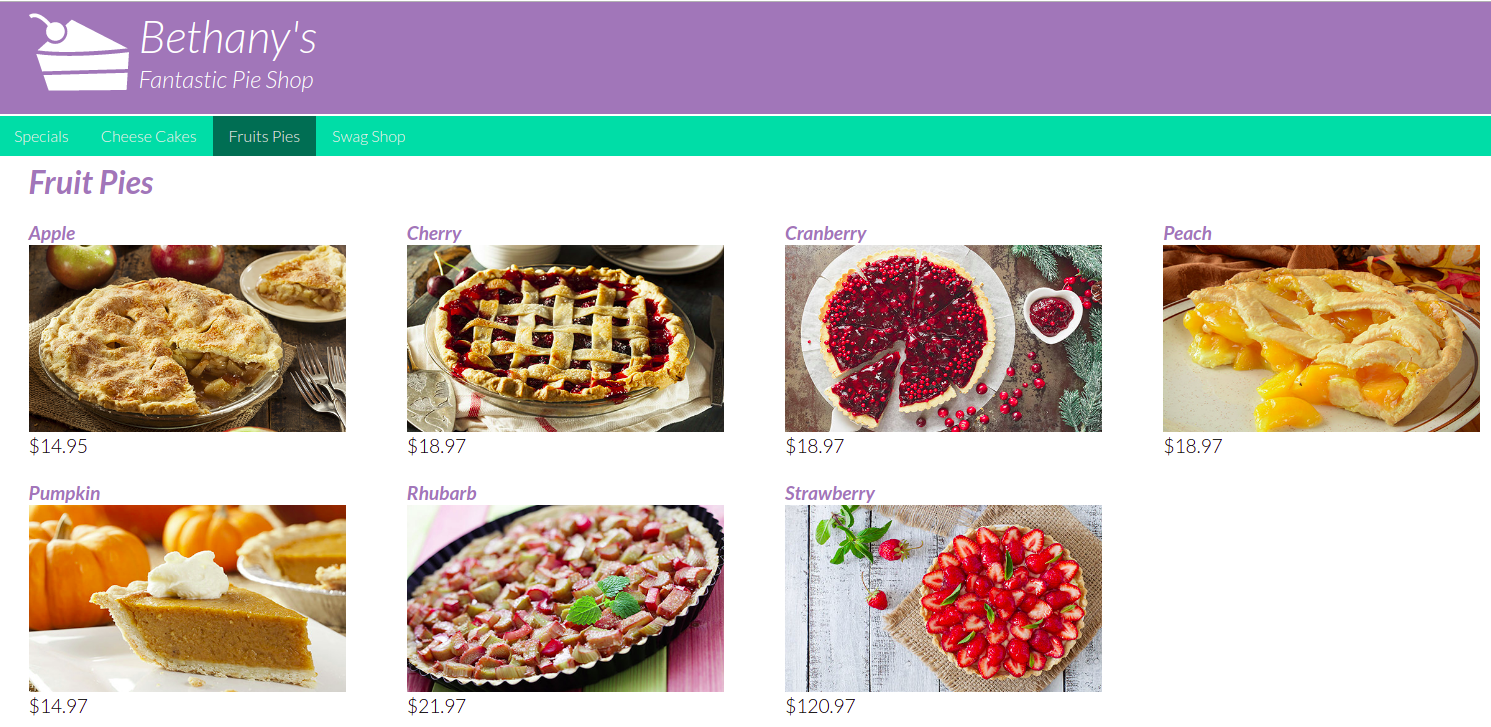 Bethany's
Fantastic Pie Shop
Specials Cheese Cakes Fruits Pies Swag Shop
Fruit Pies
Apple Cherry Cranberry Peach
$14.95 $18.97 $18.97 $18.97
Pumpkin Rhubarb Strawberry
$14.97 $21.97 $120.97